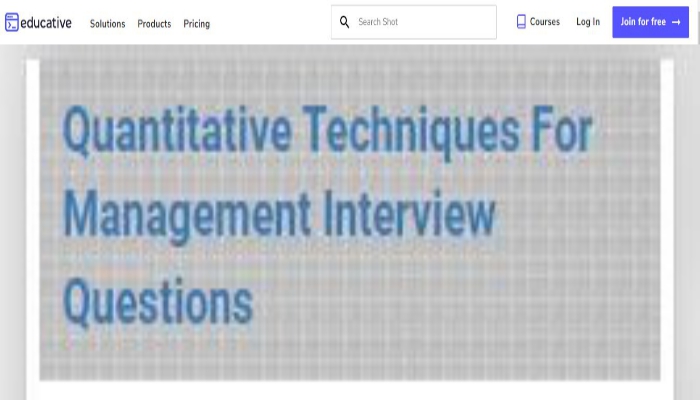 educative
Solutions Products Pricing
Search Shot
Courses Log In Join for free →
Quantitative Techniques For
Management Interview
Questions